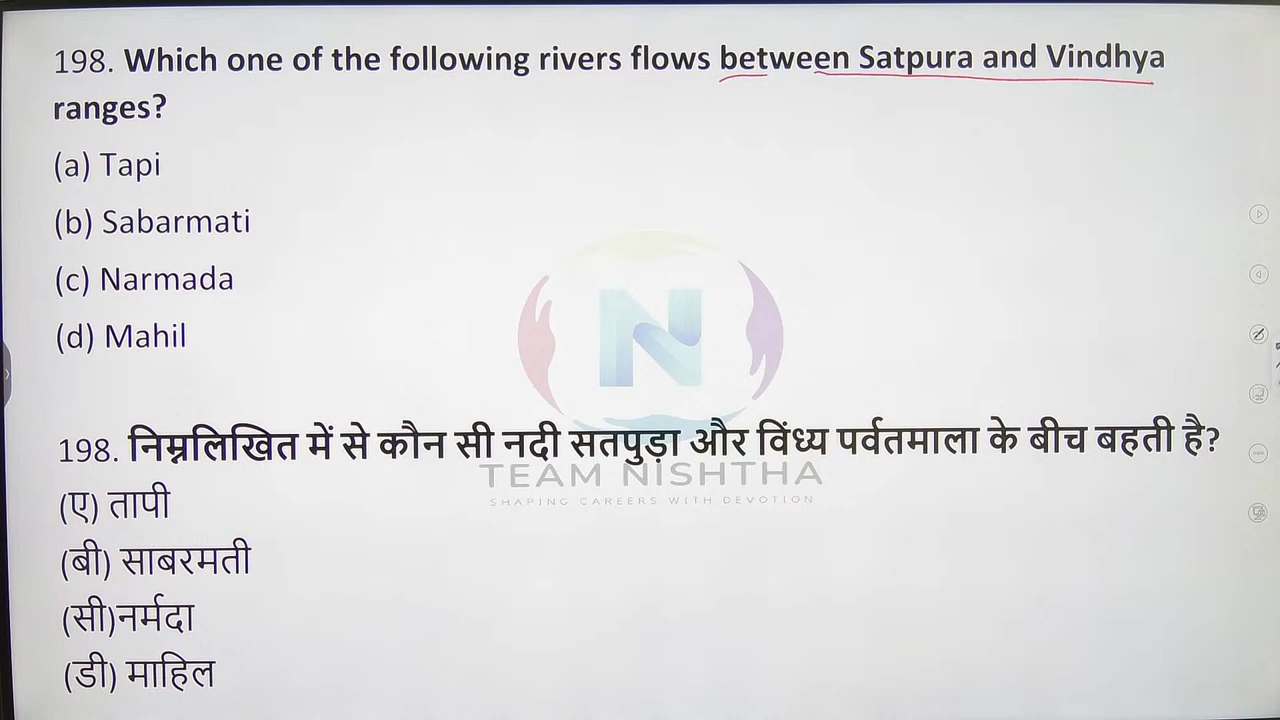 198. Which one of the following rivers flows between Satpura and Vindhya
ranges?
(a) Tapi
(b) Sabarmati
(c) Narmada
(d) Mahil
198. निम्नलिखित में से कौन सी नदी सतपुड़ा और विंध्य पर्वतमाला के बीच बहती है?
TEAM NISHTHA
SHAPING CAREERS WITH DEVOTION
(ए) तापी
(बी) साबरमती
(सी)नर्मदा
(डी) माहिल